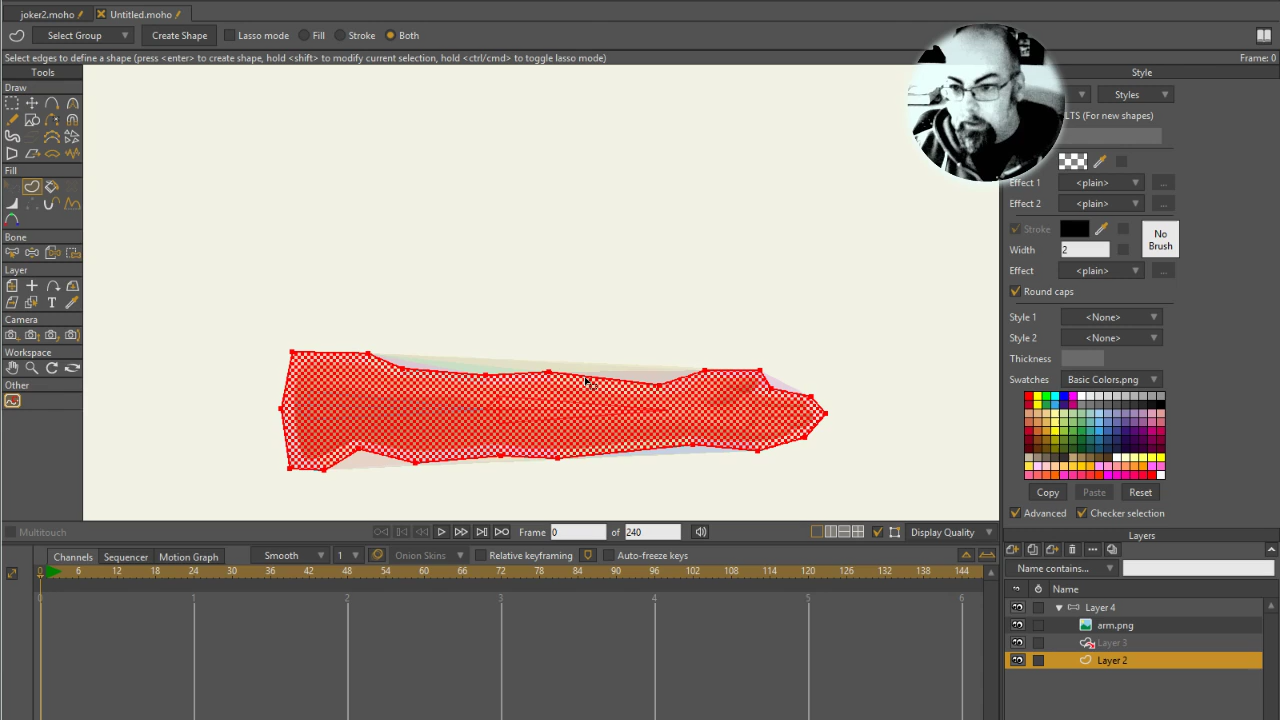 joker2.moho
Untitled.moho
Select Group
Create Shape
Lasso mode
Fill
Stroke
Both
Select edges to define a shape (press <enter> to create shape, hold <shift> to modify current selection, hold <ctrl/cmd> to toggle lasso mode)
Frame: 0
Tools
Style
Draw
Styles
LTS (For new shapes)
Fill
Effect 1
<plain>
...
Effect 2
<plain>
...
Stroke
No
Brush
Bone
Width
2
Layer
Effect
<plain>
...
Round caps
Camera
Style 1
<None>
Style 2
<None>
Workspace
Thickness
Other
Swatches
Basic Colors.png
Copy
Paste
Reset
Advanced
Checker selection
Multitouch
Frame
0
of
240
Display Quality
Layers
Channels
Sequencer
Motion Graph
Smooth
1
Onion Skins
Relative keyframing
Auto-freeze keys
Name contains...
0 6 12 18 24 30 36 42 48 54 60 66 72 78 84 90 96 102 108 114 120 126 132 138 144
Name
0 1 2 3 4 5 6
Layer 4
arm.png
Layer 3
Layer 2